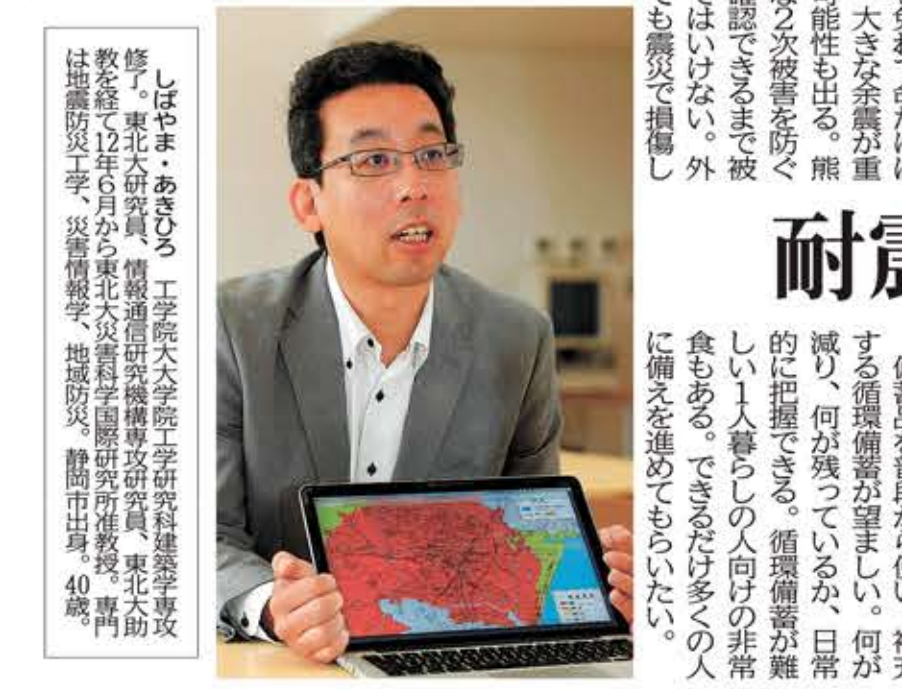 大きな余震が重
可能性も出る。熊
は2次被害を防ぐ
確認できるまで被
ではいけない。外
でも震災で損傷し
耐震
する循環備蓄が望ましい。何が
減り、何が残っているか、日常
的に把握できる。循環備蓄が難
しい1人暮らしの人向けの非常
食もある。できるだけ多くの人
に備えを進めてもらいたい。
しばやま・あきひろ　工学院大大学院工学研究科建築学専攻
修了。東北大研究員、情報通信研究機構専攻研究員、東北大助
教を経て12年6月から東北大災害科学国際研究所准教授。専門
は地震防災工学、災害情報学、地域防災。静岡市出身。40歳。